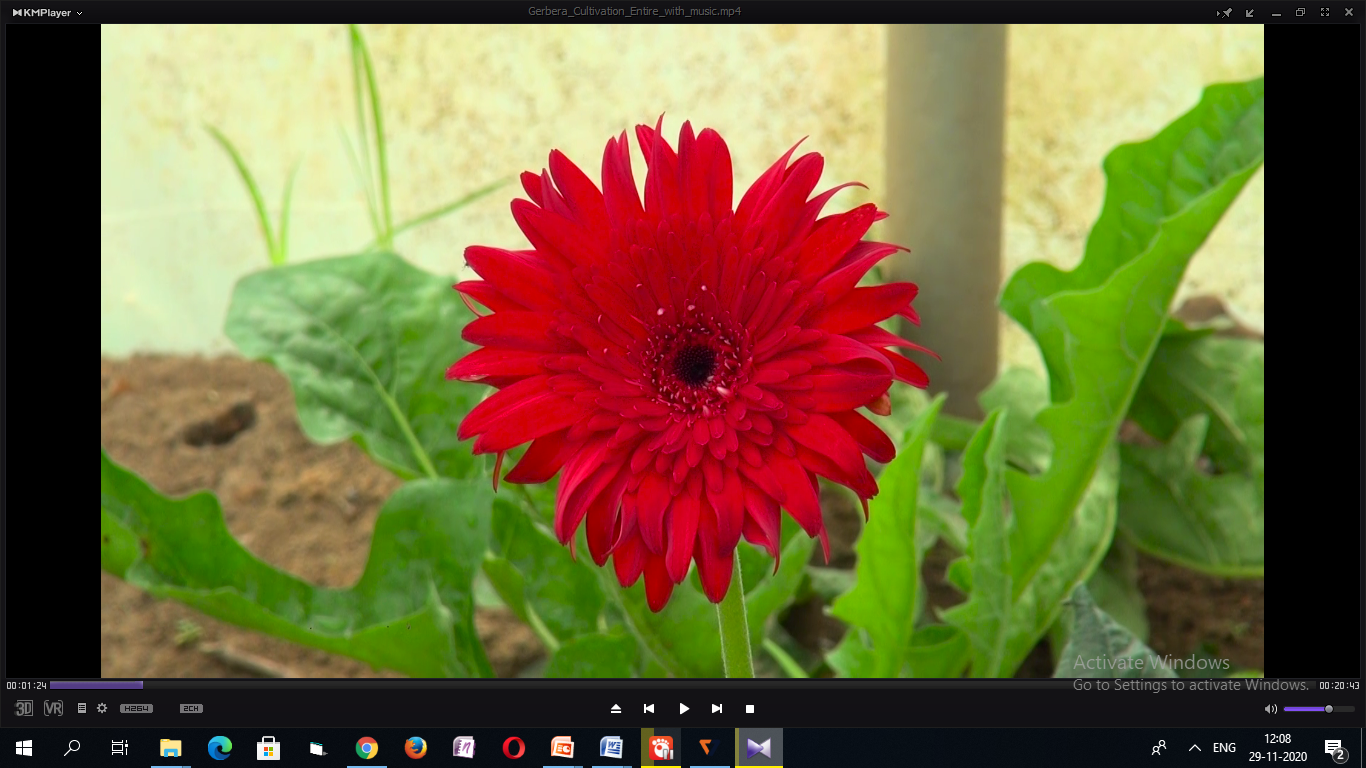 KMPlayer
Gerbera_Cultivation_Entire_with_music.mp4
Activate Windows
Go to Settings to activate Windows.
00:01:24
00:20:43
3D VR H264 2CH
ENG
12:08
29-11-2020
2